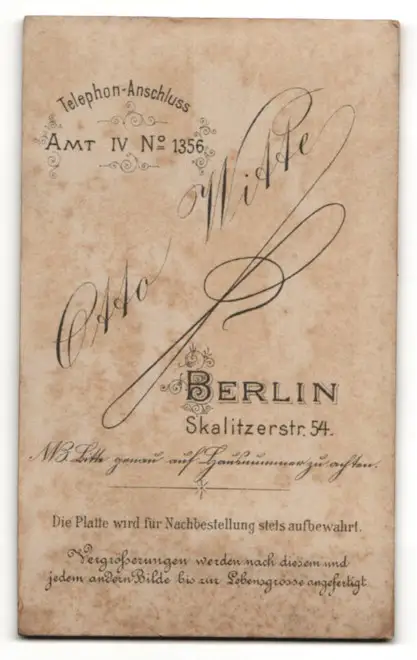 Telephon-Anschluss
AMT IV No 1356
Otto Witte
BERLIN
Skalitzerstr. 54.
NB. Bitte genau auf Hausnummer zu achten.
Die Platte wird für Nachbestellung stets aufbewahrt.
Vergrößerungen werden nach diesem und
jedem andern Bilde bis zur Lebensgrösse angefertigt